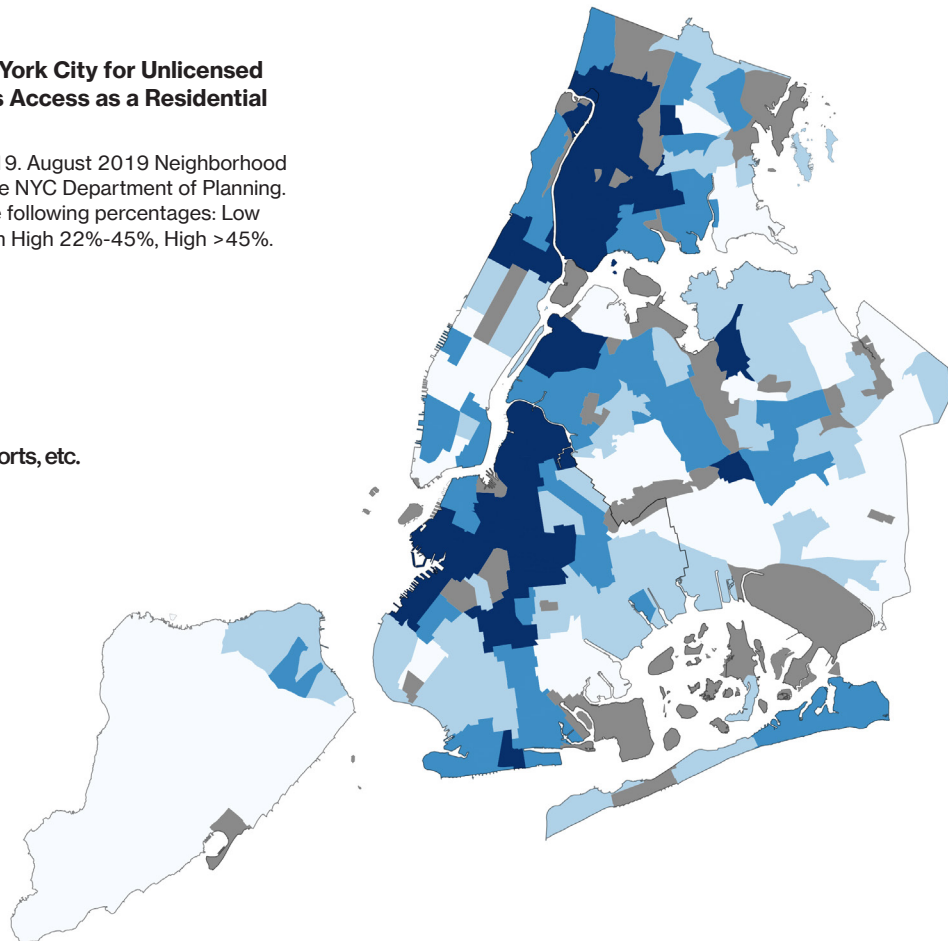 York City for Unlicensed
s Access as a Residential
19. August 2019 Neighborhood
e NYC Department of Planning.
e following percentages: Low
n High 22%-45%, High >45%.
orts, etc.